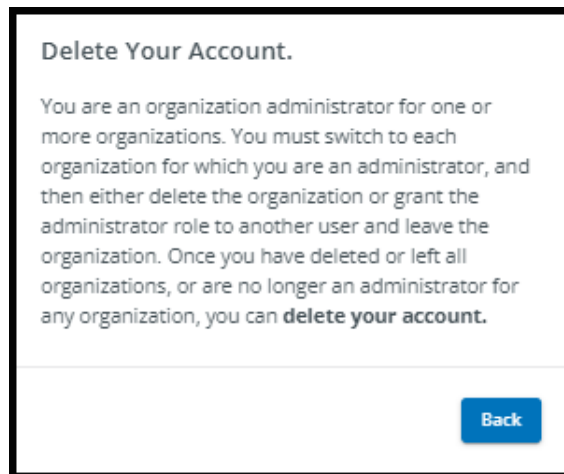 Delete Your Account.
You are an organization administrator for one or
more organizations. You must switch to each
organization for which you are an administrator, and
then either delete the organization or grant the
administrator role to another user and leave the
organization. Once you have deleted or left all
organizations, or are no longer an administrator for
any organization, you can delete your account.
Back